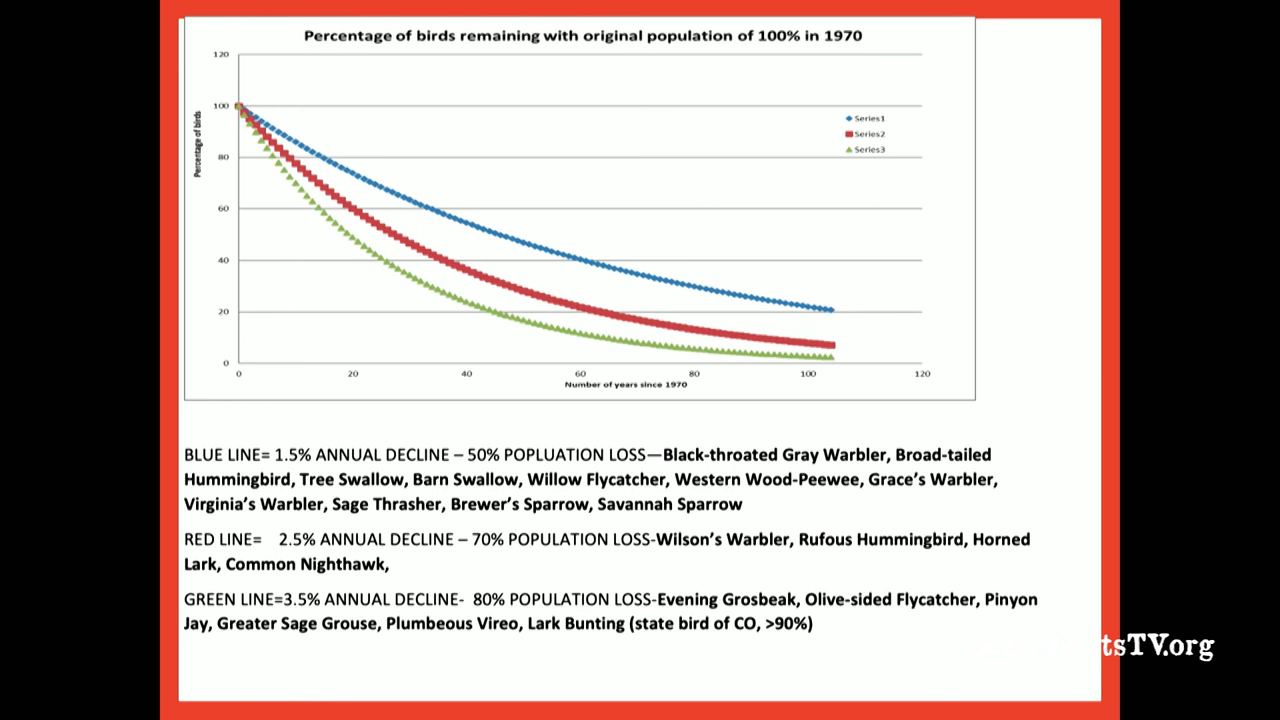 Percentage of birds remaining with original population of 100% in 1970
120
100
80
60
40
20
0
Percentage of birds
Series1
Series2
Series3
0 20 40 60 80 100 120
Number of years since 1970
BLUE LINE= 1.5% ANNUAL DECLINE – 50% POPLUATION LOSS—Black-throated Gray Warbler, Broad-tailed
Hummingbird, Tree Swallow, Barn Swallow, Willow Flycatcher, Western Wood-Peewee, Grace's Warbler,
Virginia's Warbler, Sage Thrasher, Brewer's Sparrow, Savannah Sparrow
RED LINE= 2.5% ANNUAL DECLINE – 70% POPULATION LOSS-Wilson's Warbler, Rufous Hummingbird, Horned
Lark, Common Nighthawk,
GREEN LINE=3.5% ANNUAL DECLINE- 80% POPULATION LOSS-Evening Grosbeak, Olive-sided Flycatcher, Pinyon
Jay, Greater Sage Grouse, Plumbeous Vireo, Lark Bunting (state bird of CO, >90%)
tsTV.org